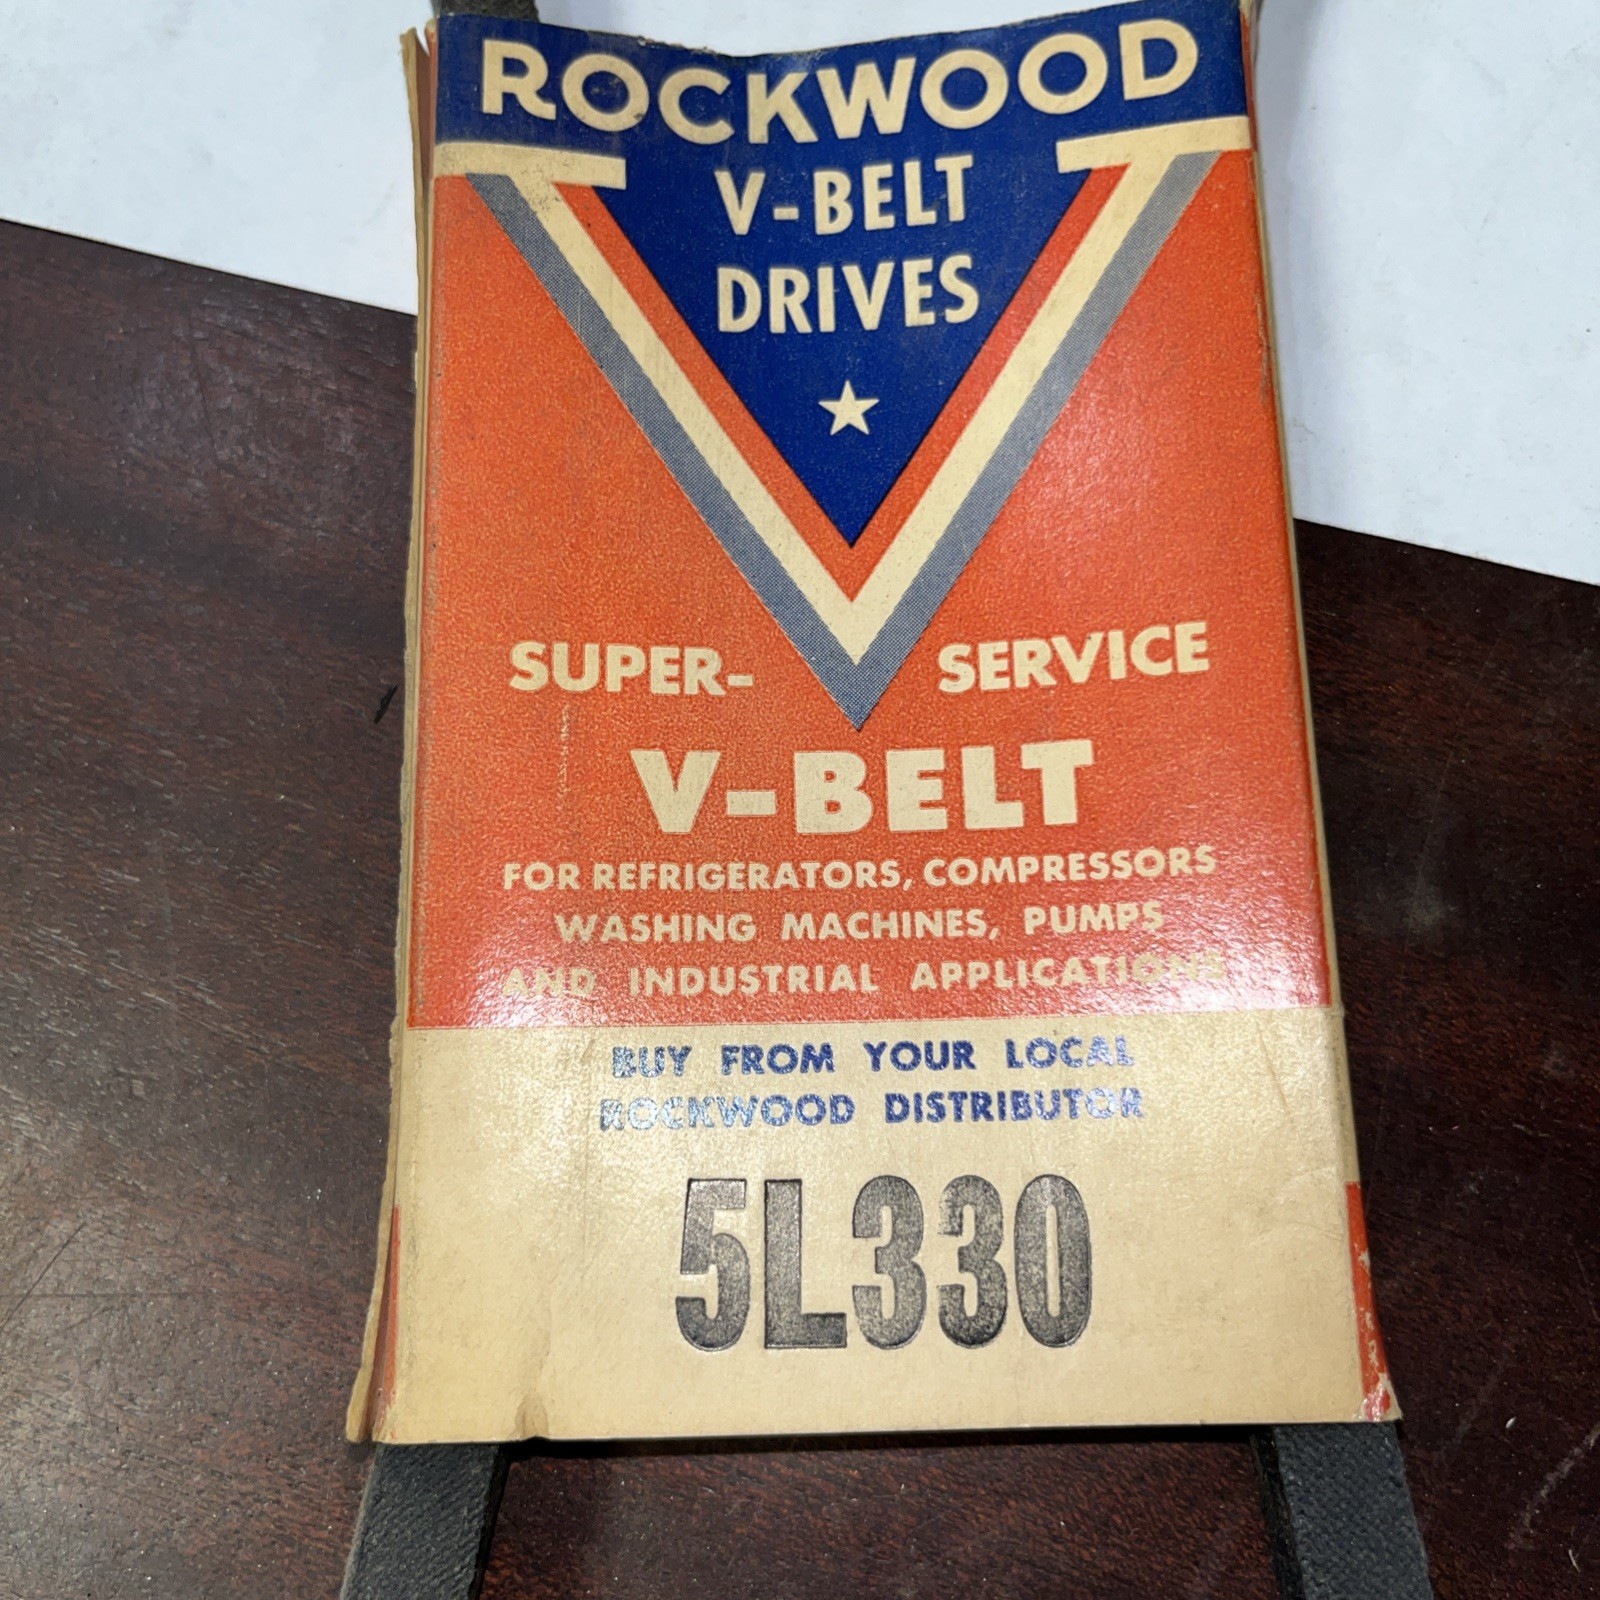 ROCKWOOD
V-BELT
DRIVES
SUPER- SERVICE
V-BELT
FOR REFRIGERATORS, COMPRESSORS
WASHING MACHINES, PUMPS
AND INDUSTRIAL APPLICATIONS
BUY FROM YOUR LOCAL
ROCKWOOD DISTRIBUTOR
5L330